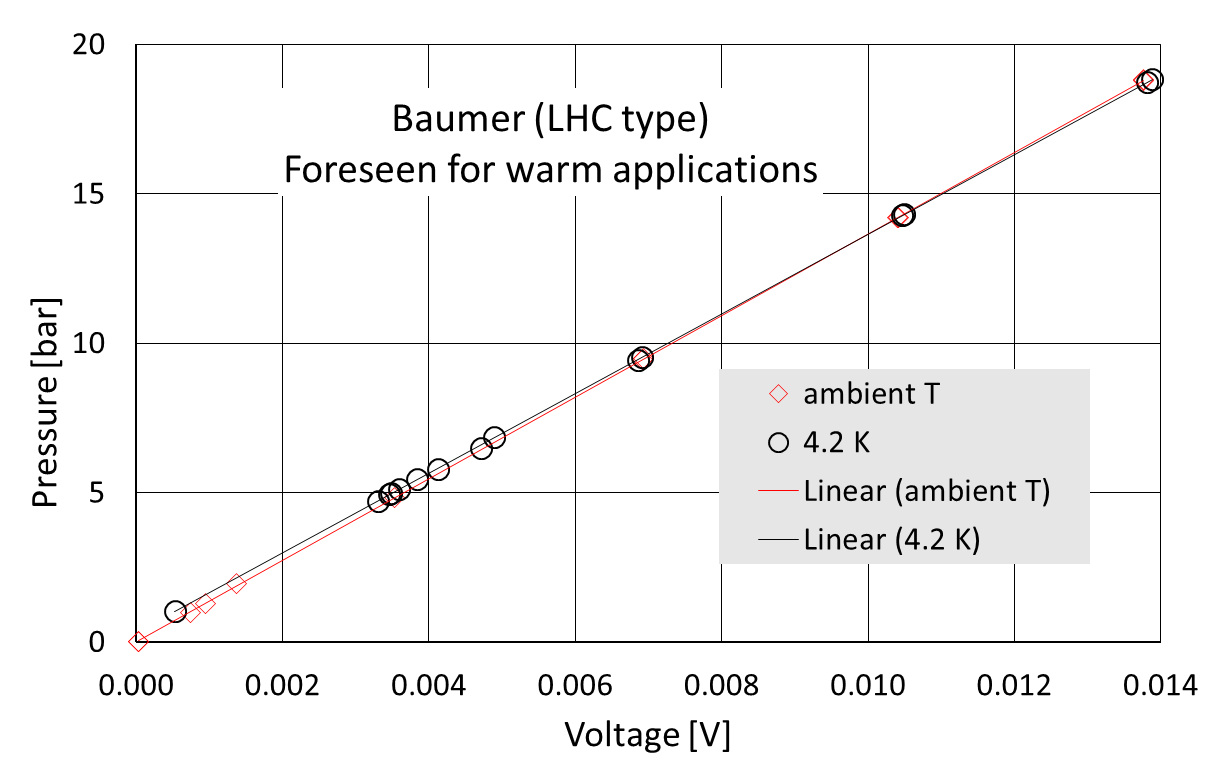 Baumer (LHC type)
Foreseen for warm applications
20
15
10
5
0
Pressure [bar]
ambient T
4.2 K
Linear (ambient T)
Linear (4.2 K)
0.000 0.002 0.004 0.006 0.008 0.010 0.012 0.014
Voltage [V]